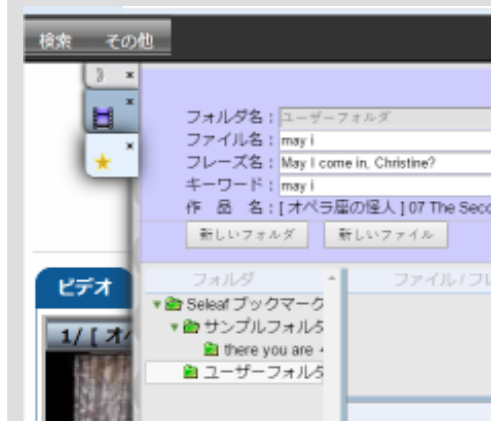 検索 その他
フォルダ名 : ユーザーフォルダ
ファイル名 : may i
フレーズ名 : May I come in, Christine?
キーワード : may i
作 品 名 : [ オペラ座の怪人 ] 07 The Seco
新しいフォルダ 新しいファイル
ビデオ
1/ [ オペ
フォルダ ファイル / フレ
Seleaf ブックマーク
サンプルフォルダ
there you are
ユーザーフォルダ